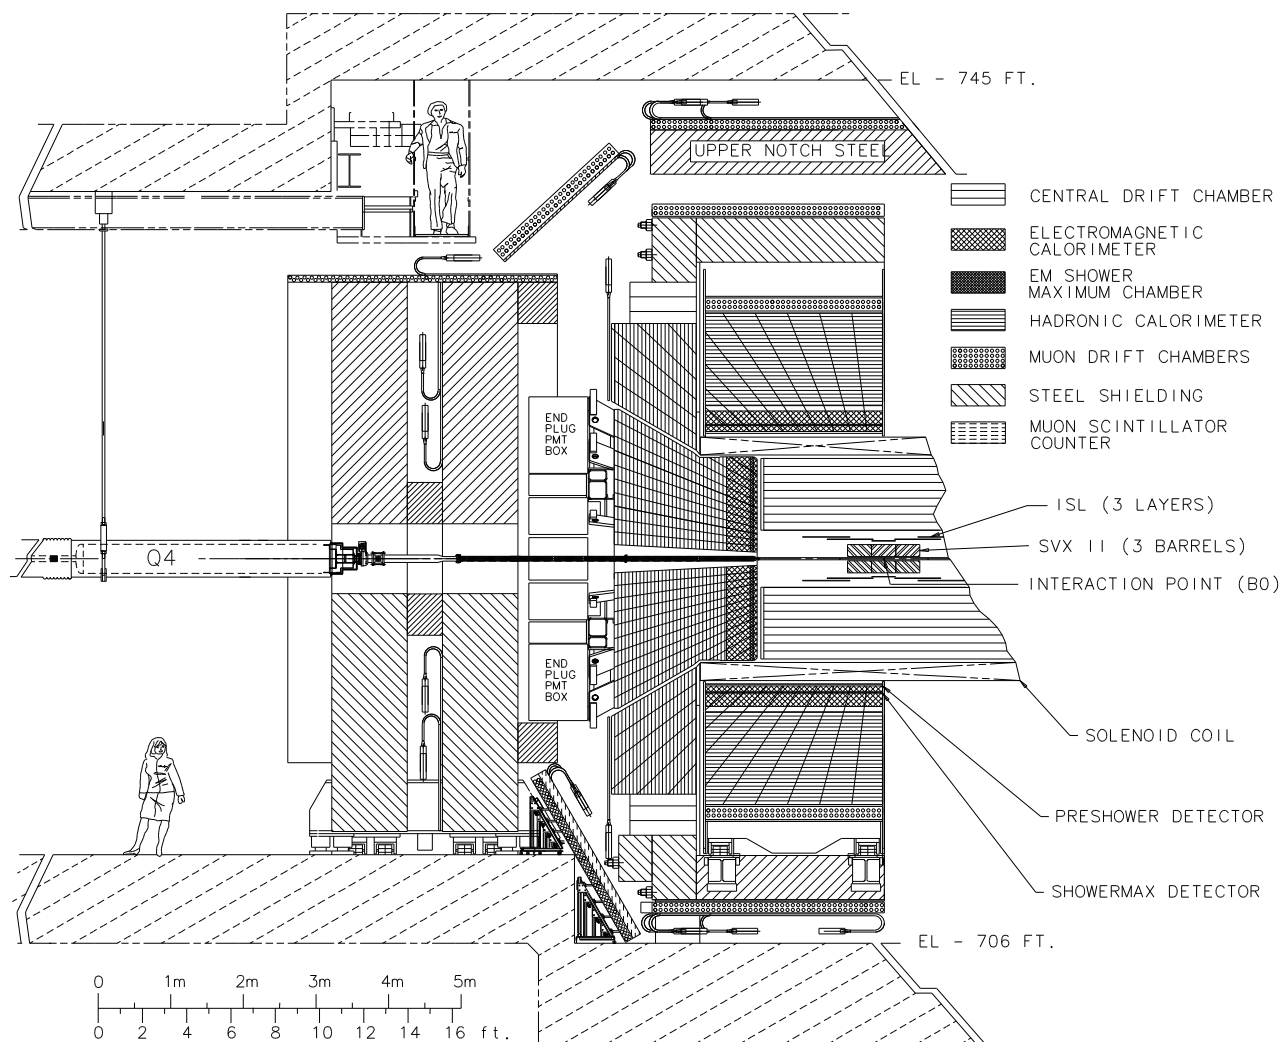 EL - 745 FT.
UPPER NOTCH STEEL
CENTRAL DRIFT CHAMBER
ELECTROMAGNETIC
CALORIMETER
EM SHOWER
MAXIMUM CHAMBER
HADRONIC CALORIMETER
MUON DRIFT CHAMBERS
STEEL SHIELDING
MUON SCINTILLATOR
COUNTER
END
PLUG
PMT
BOX
ISL (3 LAYERS)
SVX II (3 BARRELS)
Q4
INTERACTION POINT (B0)
END
PLUG
PMT
BOX
SOLENOID COIL
PRESHOWER DETECTOR
SHOWERMAX DETECTOR
EL - 706 FT.
0 1m 2m 3m 4m 5m
0 2 4 6 8 10 12 14 16 ft.